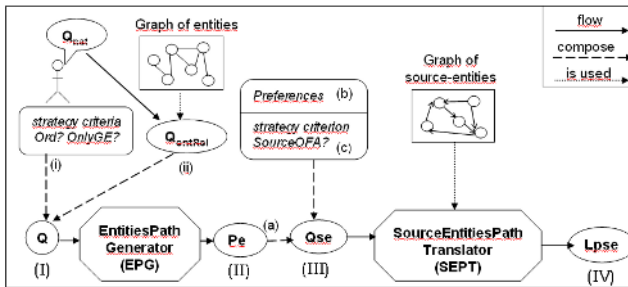 Graph of entities
Qnat
flow
compose
is used
Graph of
source-entities
Preferences (b)
strategy criterion
SourceOFA? (c)
strategy criteria
Ord? OnlyGE?
QentRel
(i)
(ii)
Q
EntitiesPath
Generator
(EPG)
Pe
(a)
Qse
SourceEntitiesPath
Translator
(SEPT)
Lpse
(I)
(II)
(III)
(IV)